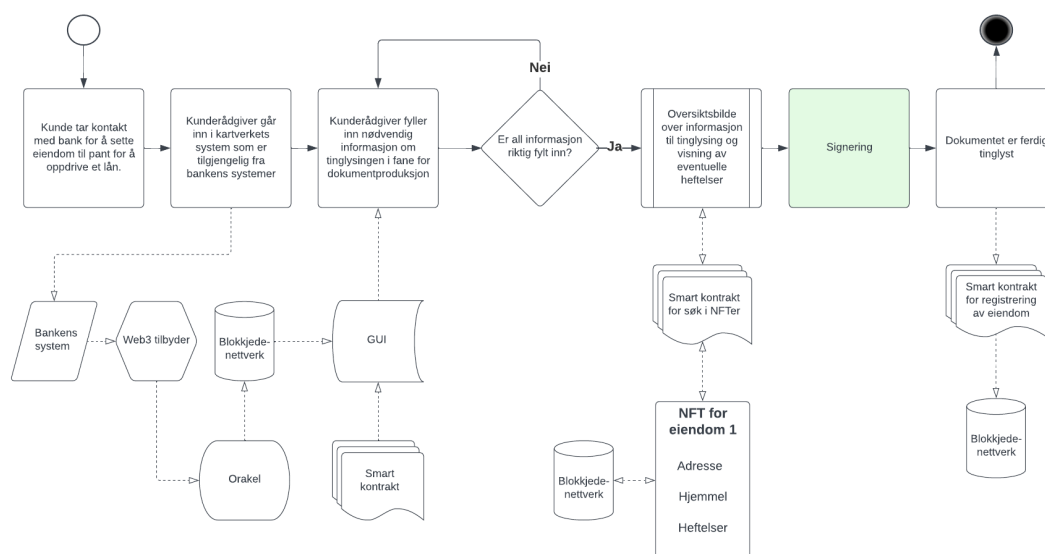 Kunde tar kontakt
med bank for å sette
eiendom til pant for å
oppdrive et lån.
Kunderådgiver går
inn i kartverkets
system som er
tilgjengelig fra
bankens systemer
Kunderådgiver fyller
inn nødvendig
informasjon om
tinglysingen i fane for
dokumentproduksjon
Nei
Er all informasjon
riktig fylt inn?
Ja
Oversiktsbilde
over informasjon
til tinglysing og
visning av
eventuelle
heftelser
Signering
Dokumentet er ferdig
tinglyst
Bankens
system
Web3 tilbyder
Blokkjede-
nettverk
GUI
Orakel
Smart
kontrakt
Smart kontrakt
for søk i NFTer
NFT for
eiendom 1
Adresse
Hjemmel
Heftelser
Blokkjede-
nettverk
Smart kontrakt
for registrering
av eiendom
Blokkjede-
nettverk